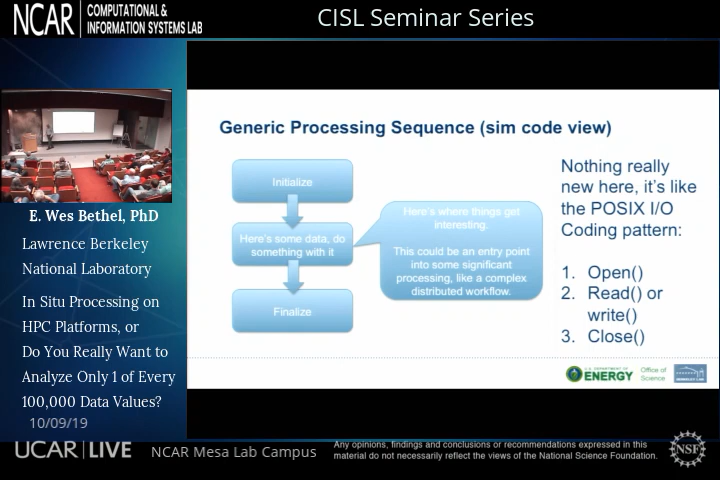 NCAR
COMPUTATIONAL &
INFORMATION SYSTEMS LAB
CISL Seminar Series
E. Wes Bethel, PhD
Lawrence Berkeley
National Laboratory
In Situ Processing on
HPC Platforms, or
Do You Really Want to
Analyze Only 1 of Every
100,000 Data Values?
10/09/19
Generic Processing Sequence (sim code view)
Initialize
Here's some data, do
something with it
Finalize
Here's where things get
interesting.
This could be an entry point
into some significant
processing, like a complex
distributed workflow.
Nothing really
new here, it's like
the POSIX I/O
Coding pattern:
1. Open()
2. Read() or
write()
3. Close()
U.S. DEPARTMENT OF
ENERGY
Office of
Science
UCAR LIVE
NCAR Mesa Lab Campus
Any opinions, findings and conclusions or recommendations expressed in this
material do not necessarily reflect the views of the National Science Foundation.
NSF